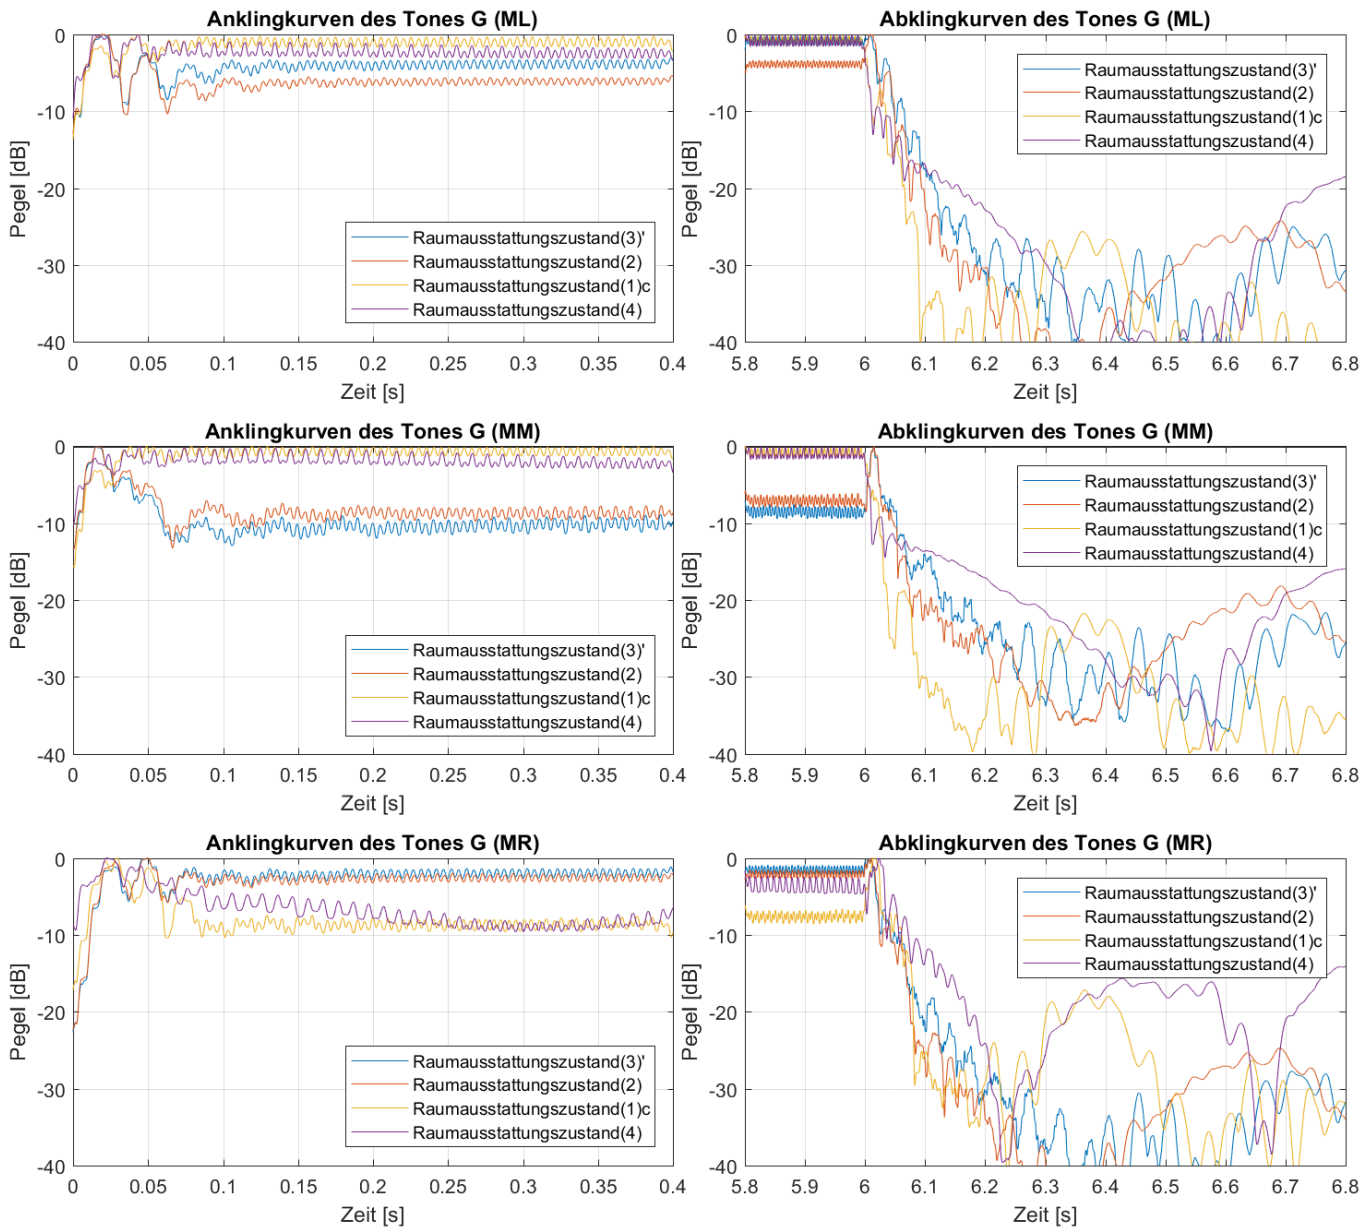 Anklingkurven des Tones G (ML)
0
-10
-20
-30
-40
Pegel [dB]
Raumausstattungszustand(3)'
Raumausstattungszustand(2)
Raumausstattungszustand(1)c
Raumausstattungszustand(4)
0 0.05 0.1 0.15 0.2 0.25 0.3 0.35 0.4
Zeit [s]
Abklingkurven des Tones G (ML)
0
-10
-20
-30
-40
Pegel [dB]
Raumausstattungszustand(3)'
Raumausstattungszustand(2)
Raumausstattungszustand(1)c
Raumausstattungszustand(4)
5.8 5.9 6 6.1 6.2 6.3 6.4 6.5 6.6 6.7 6.8
Zeit [s]
Anklingkurven des Tones G (MM)
0
-10
-20
-30
-40
Pegel [dB]
Raumausstattungszustand(3)'
Raumausstattungszustand(2)
Raumausstattungszustand(1)c
Raumausstattungszustand(4)
0 0.05 0.1 0.15 0.2 0.25 0.3 0.35 0.4
Zeit [s]
Abklingkurven des Tones G (MM)
0
-10
-20
-30
-40
Pegel [dB]
Raumausstattungszustand(3)'
Raumausstattungszustand(2)
Raumausstattungszustand(1)c
Raumausstattungszustand(4)
5.8 5.9 6 6.1 6.2 6.3 6.4 6.5 6.6 6.7 6.8
Zeit [s]
Anklingkurven des Tones G (MR)
0
-10
-20
-30
-40
Pegel [dB]
Raumausstattungszustand(3)'
Raumausstattungszustand(2)
Raumausstattungszustand(1)c
Raumausstattungszustand(4)
0 0.05 0.1 0.15 0.2 0.25 0.3 0.35 0.4
Zeit [s]
Abklingkurven des Tones G (MR)
0
-10
-20
-30
-40
Pegel [dB]
Raumausstattungszustand(3)'
Raumausstattungszustand(2)
Raumausstattungszustand(1)c
Raumausstattungszustand(4)
5.8 5.9 6 6.1 6.2 6.3 6.4 6.5 6.6 6.7 6.8
Zeit [s]